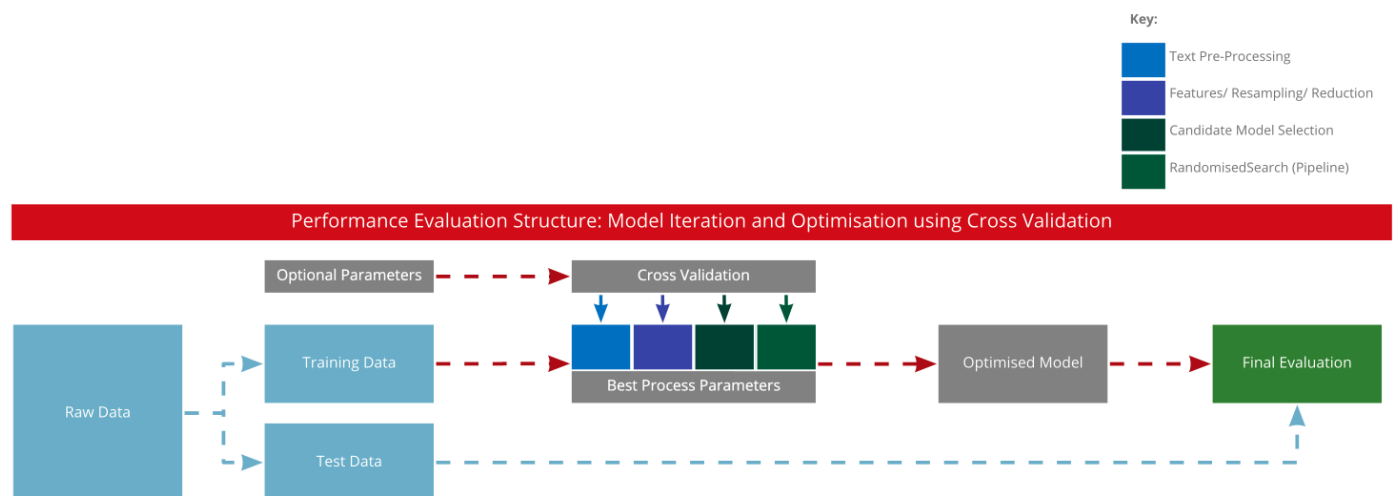 Key:
Text Pre-Processing
Features/ Resampling/ Reduction
Candidate Model Selection
RandomisedSearch (Pipeline)
Performance Evaluation Structure: Model Iteration and Optimisation using Cross Validation
Optional Parameters
Cross Validation
Raw Data
Training Data
Best Process Parameters
Optimised Model
Final Evaluation
Test Data